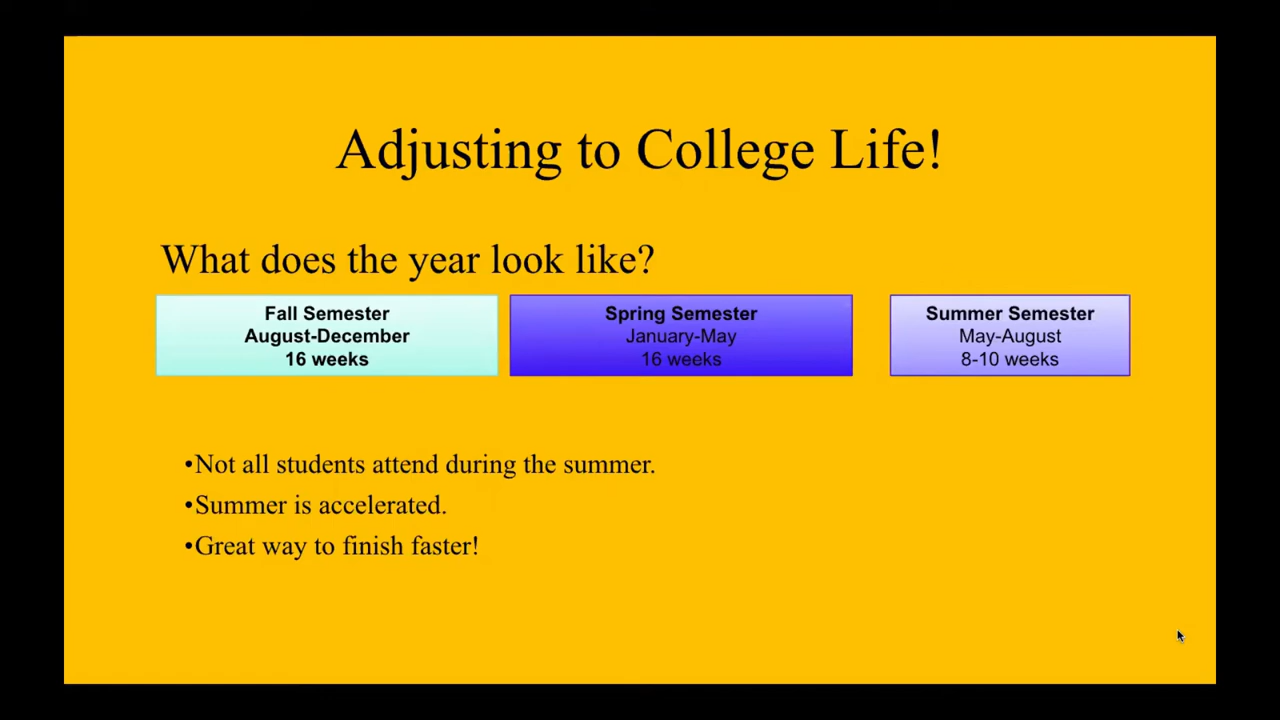 Adjusting to College Life!
What does the year look like?
Fall Semester
August-December
16 weeks
Spring Semester
January-May
16 weeks
Summer Semester
May-August
8-10 weeks
•Not all students attend during the summer.
•Summer is accelerated.
•Great way to finish faster!